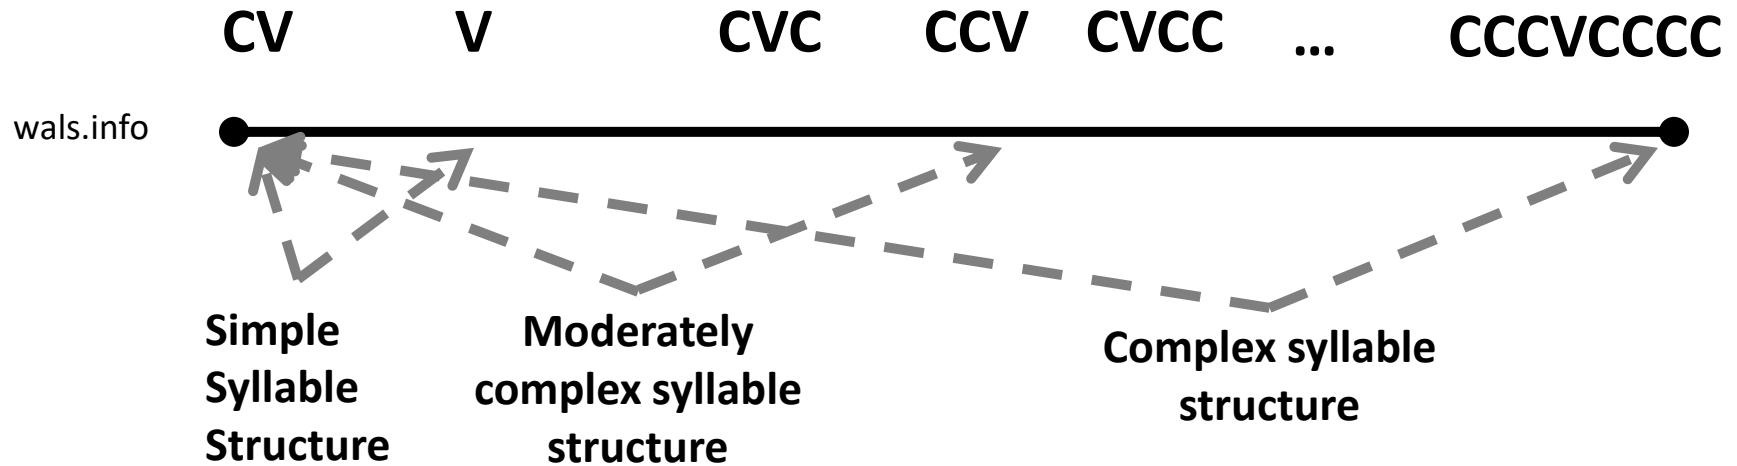 CV V CVC CCV CVCC ... CCCVCCCC
wals.info
Simple
Syllable
Structure
Moderately
complex syllable
structure
Complex syllable
structure